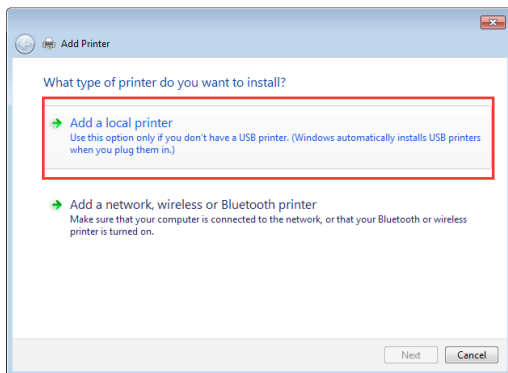 Add Printer
What type of printer do you want to install?
Add a local printer
Use this option only if you don't have a USB printer. (Windows automatically installs USB printers
when you plug them in.)
Add a network, wireless or Bluetooth printer
Make sure that your computer is connected to the network, or that your Bluetooth or wireless
printer is turned on.
Next
Cancel